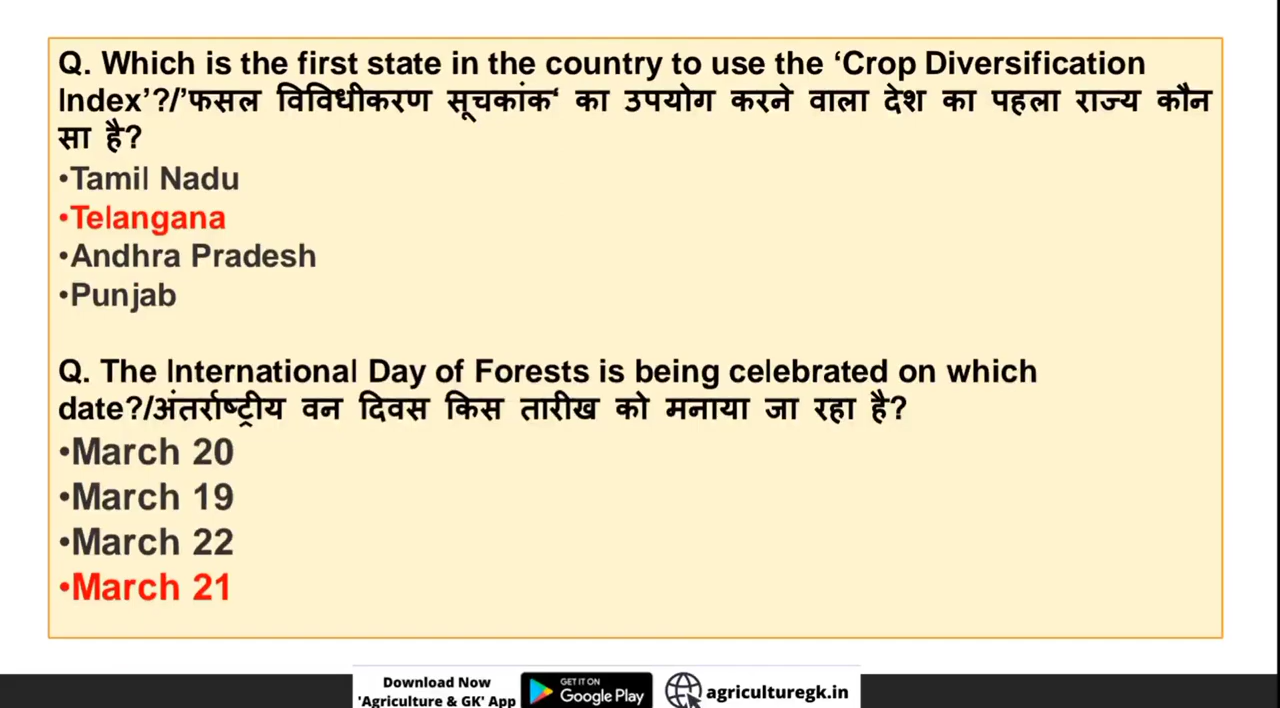 Q. Which is the first state in the country to use the ‘Crop Diversification
Index’?/’फसल विविधीकरण सूचकांक‘ का उपयोग करने वाला देश का पहला राज्य कौन
सा है?
•Tamil Nadu
•Telangana
•Andhra Pradesh
•Punjab
Q. The International Day of Forests is being celebrated on which
date?/अंतर्राष्ट्रीय वन दिवस किस तारीख को मनाया जा रहा है?
•March 20
•March 19
•March 22
•March 21
Download Now
'Agriculture & GK' App
GET IT ON
Google Play
agriculturegk.in